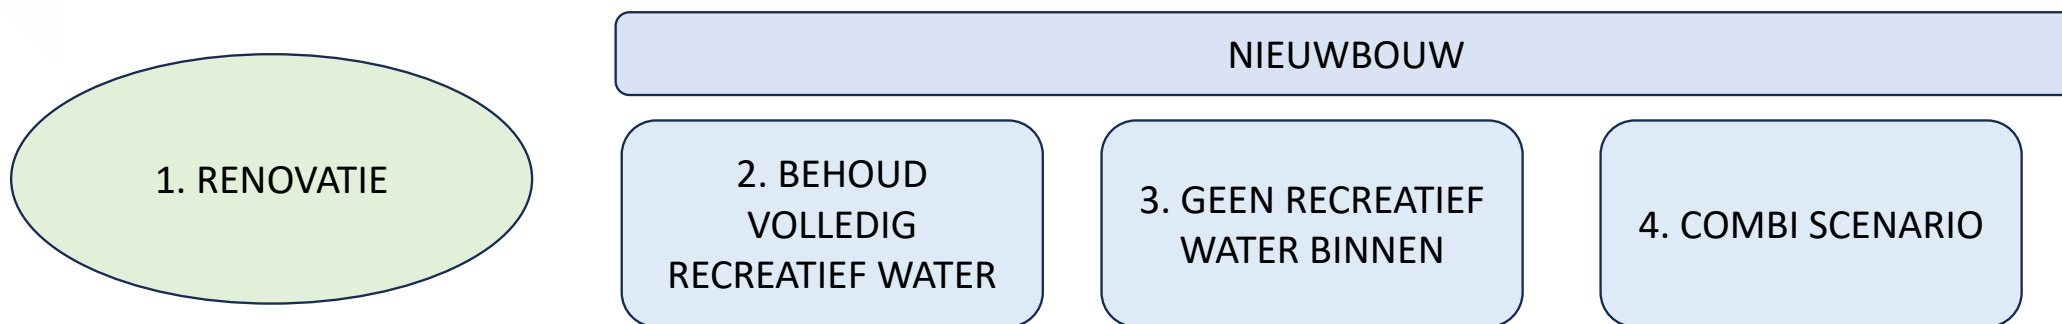 NIEUWBOUW
1. RENOVATIE
2. BEHOUD
VOLLEDIG
RECREATIEF WATER
3. GEEN RECREATIEF
WATER BINNEN
4. COMBI SCENARIO